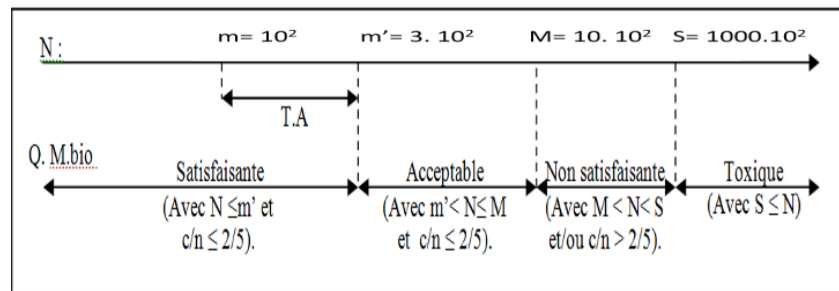 m= 10² m'= 3. 10² M= 10. 10² S= 1000.10²
N :
T.A
Q. M.bio
Satisfaisante Acceptable Non satisfaisante Toxique
(Avec N ≤m' et (Avec m'< N≤ M (Avec M < N< S (Avec S ≤ N)
c/n ≤ 2/5). et c/n ≤ 2/5). et/ou c/n > 2/5).